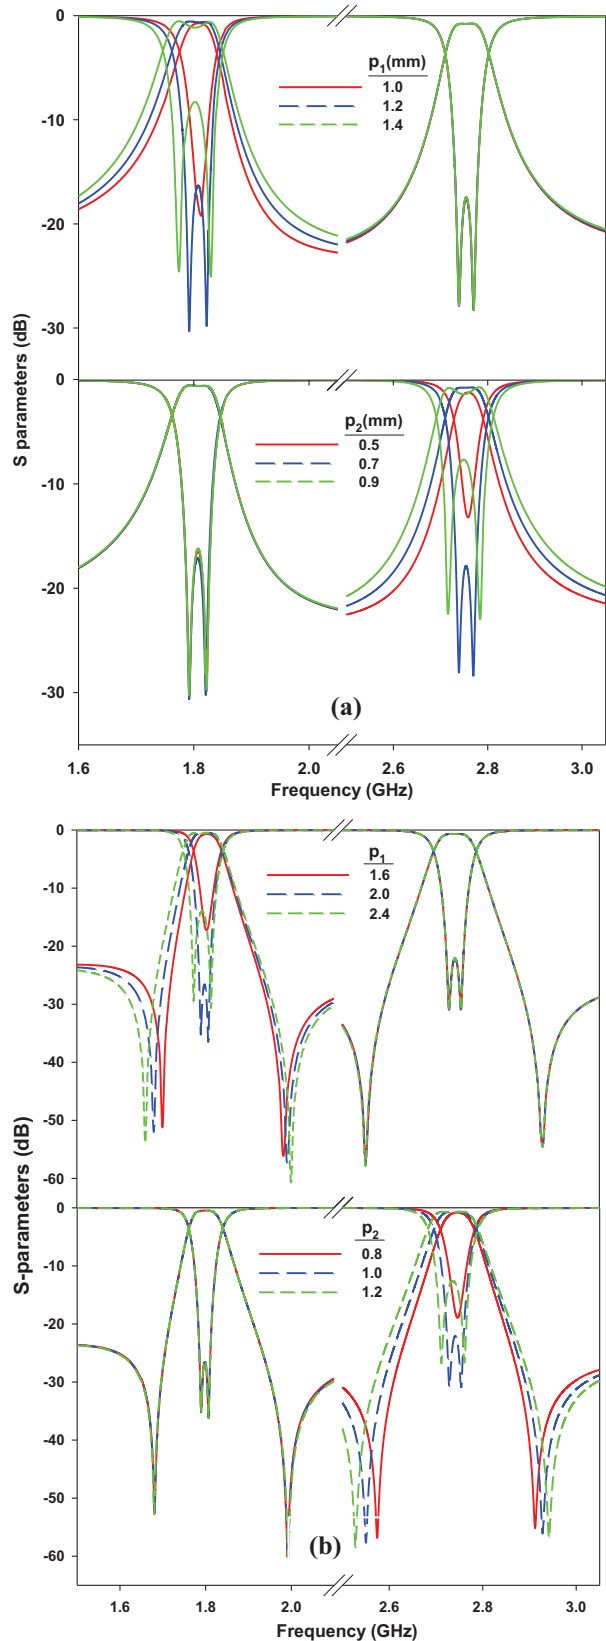 0
p1(mm)
1.0
1.2
1.4
-10
-20
-30
0
p2(mm)
0.5
0.7
0.9
-10
-20
-30
S parameters (dB)
(a)
1.6 1.8 2.0 2.6 2.8 3.0
Frequency (GHz)
0
p1
1.6
2.0
2.4
-10
-20
-30
-40
-50
-60
0
p2
0.8
1.0
1.2
-10
-20
-30
-40
-50
-60
S-parameters (dB)
(b)
1.6 1.8 2.0 2.6 2.8 3.0
Frequency (GHz)